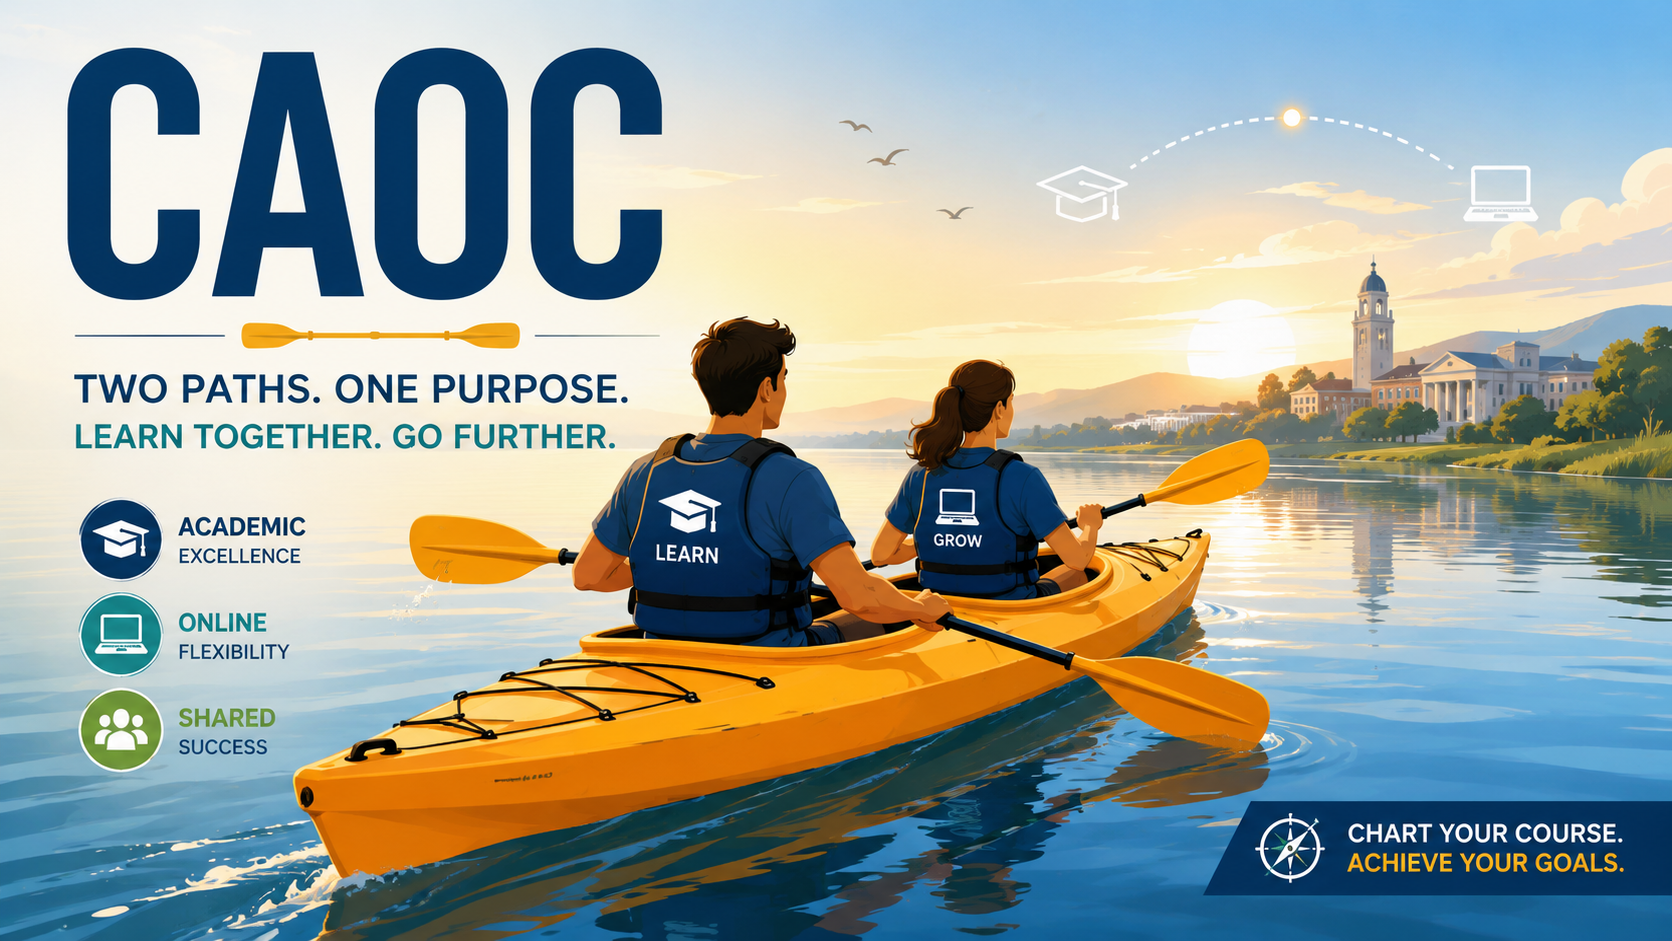 CAOC
TWO PATHS. ONE PURPOSE.
LEARN TOGETHER. GO FURTHER.
ACADEMIC
EXCELLENCE
ONLINE
FLEXIBILITY
SHARED
SUCCESS
LEARN
GROW
CHART YOUR COURSE.
ACHIEVE YOUR GOALS.